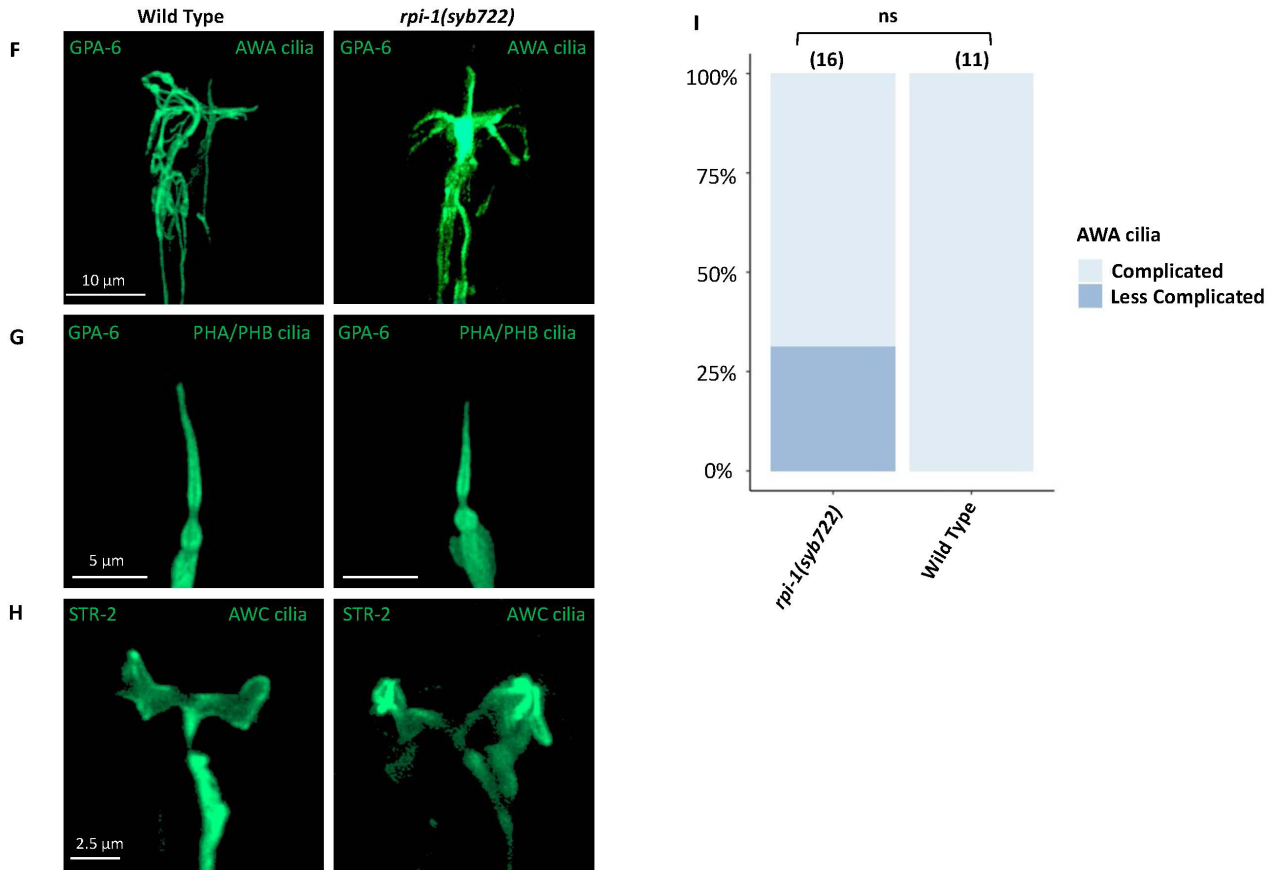 Wild Type
rpi-1(syb722)
F
GPA-6
AWA cilia
GPA-6
AWA cilia
10 µm
G
GPA-6
PHA/PHB cilia
GPA-6
PHA/PHB cilia
5 µm
H
STR-2
AWC cilia
STR-2
AWC cilia
2.5 µm
I
ns
(16)
(11)
100%
75%
50%
25%
0%
rpi-1(syb722)
Wild Type
AWA cilia
Complicated
Less Complicated